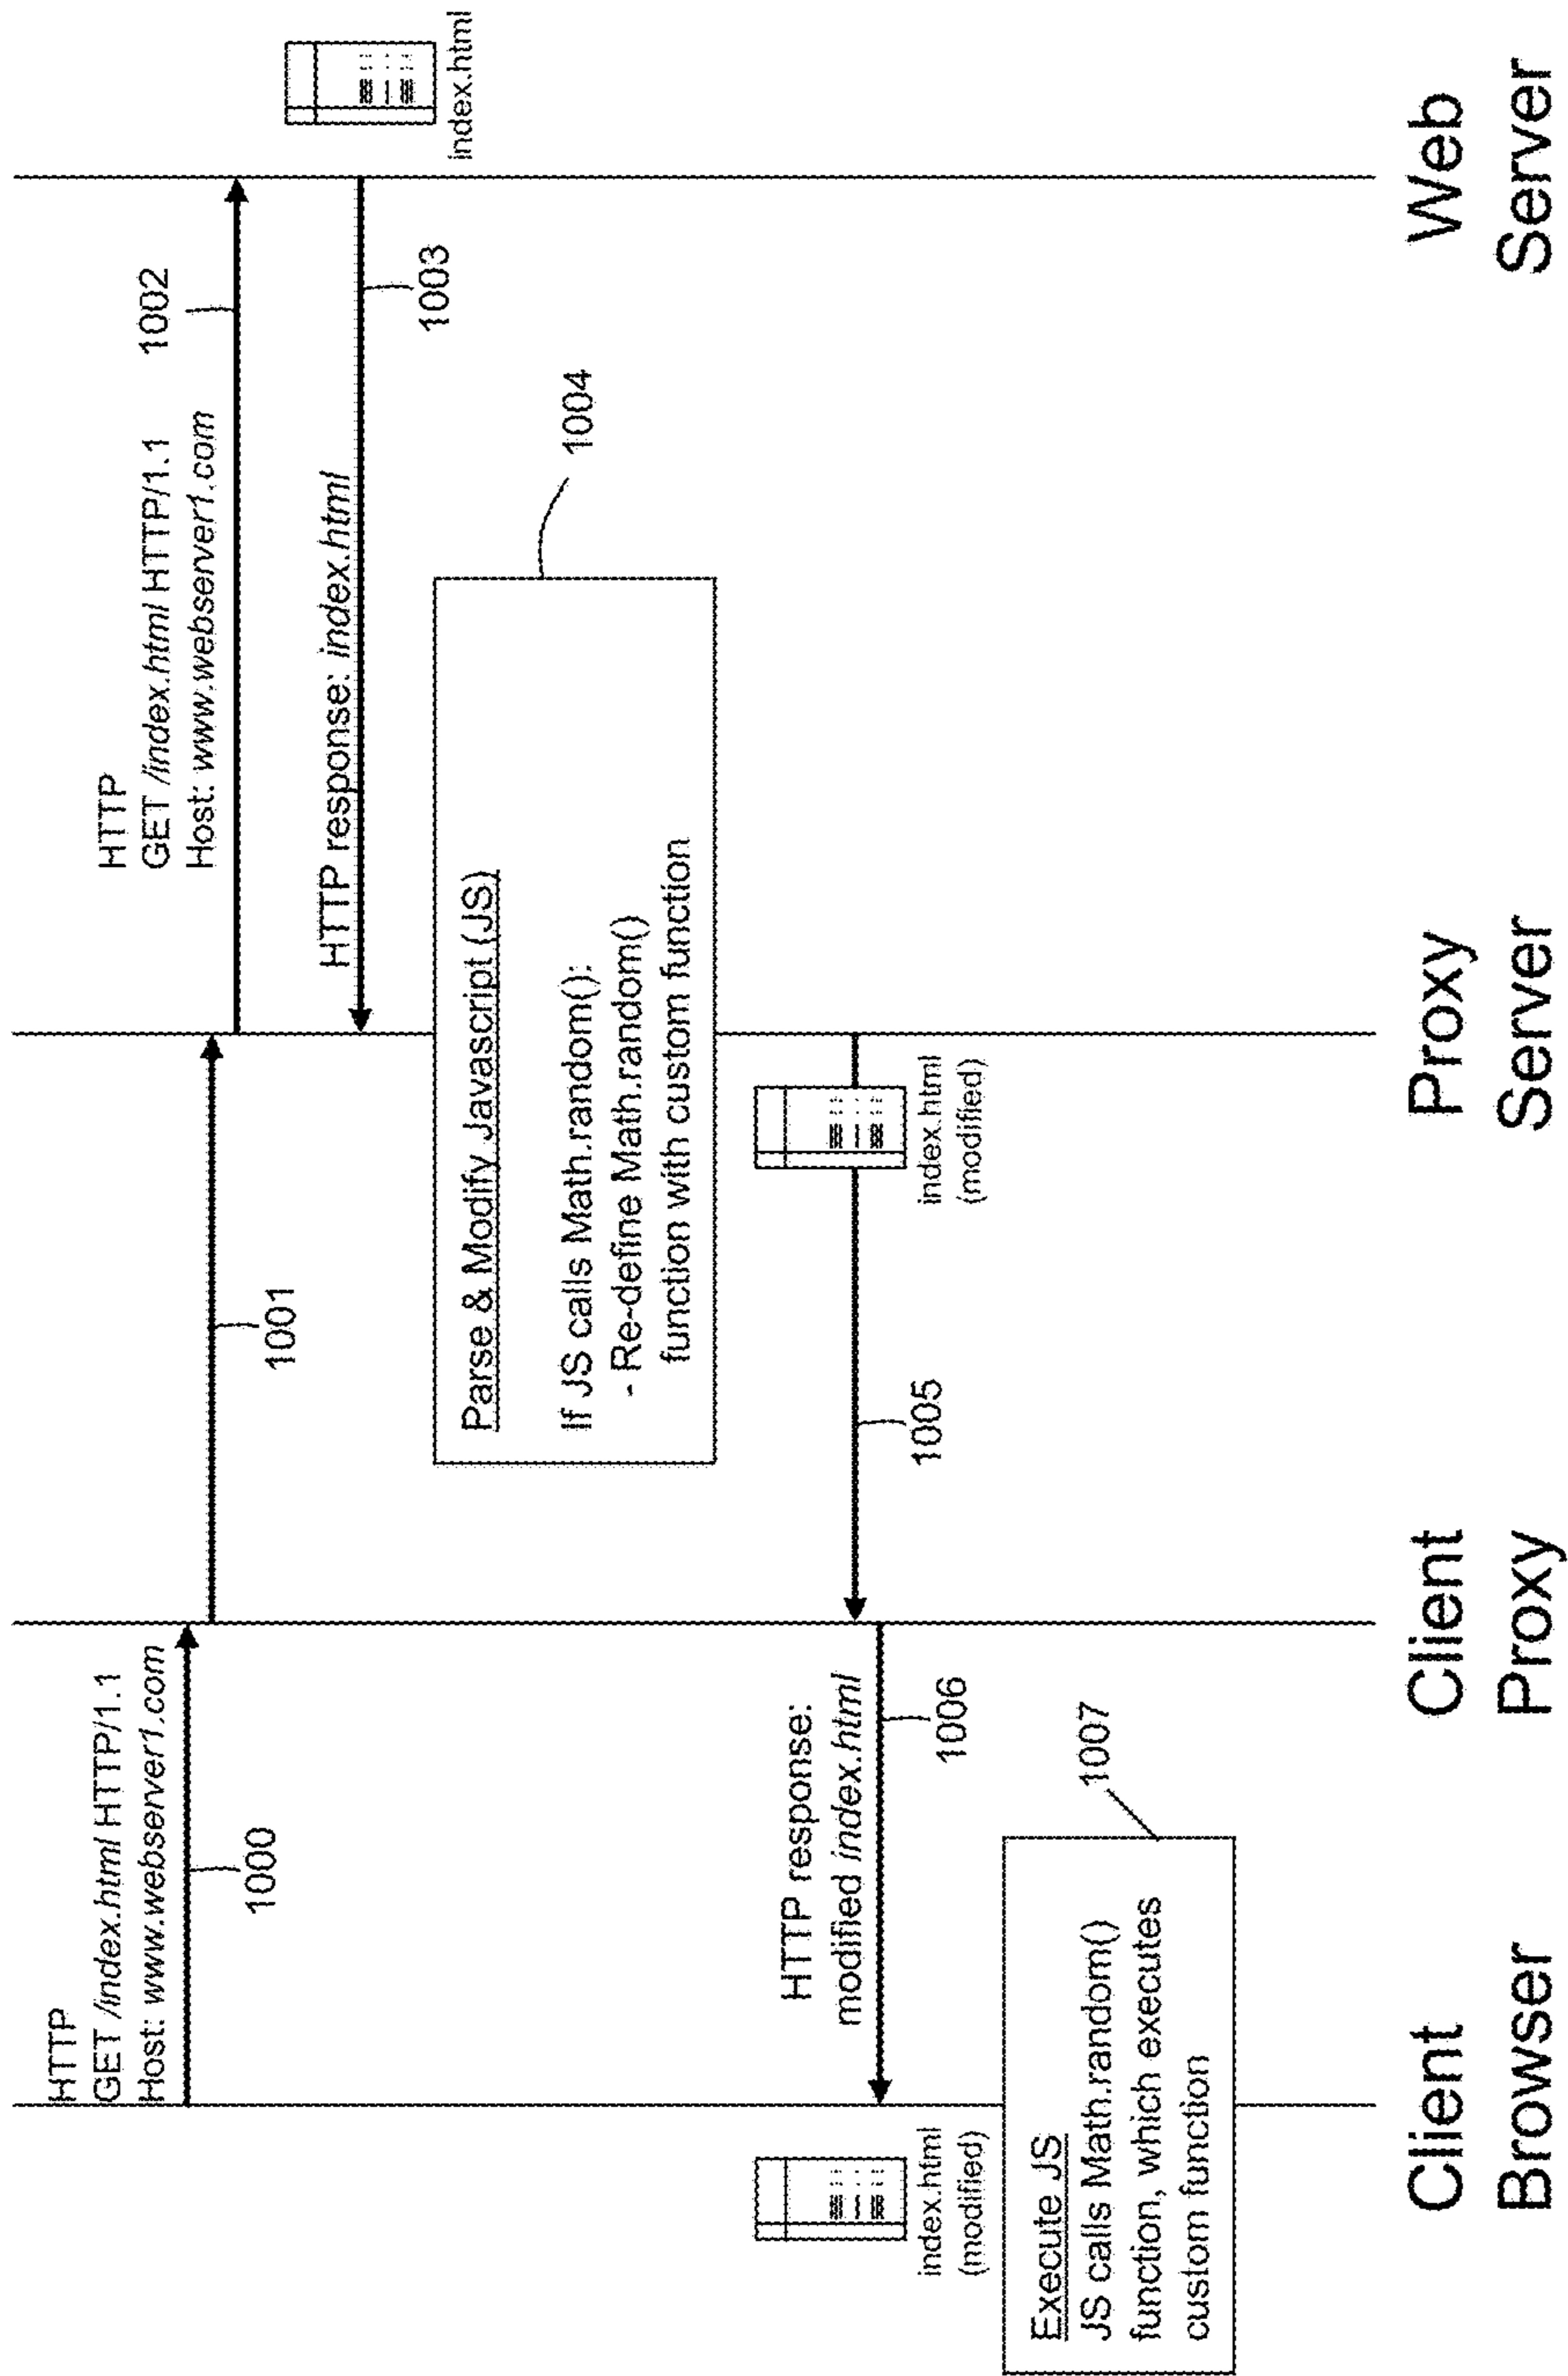 HTTP
GET /index.html HTTP/1.1
Host: www.webserver1.com
1000
1001
HTTP
GET /index.html HTTP/1.1
Host: www.webserver1.com
1002
index.html
HTTP response: index.html
1003
Parse & Modify Javascript (JS)
If JS calls Math.random():
- Re-define Math.random()
function with custom function
1004
index.html
(modified)
1005
HTTP response:
modified index.html
1006
index.html
(modified)
Execute JS
JS calls Math.random()
function, which executes
custom function
1007
Client
Browser
Client
Proxy
Proxy
Server
Web
Server